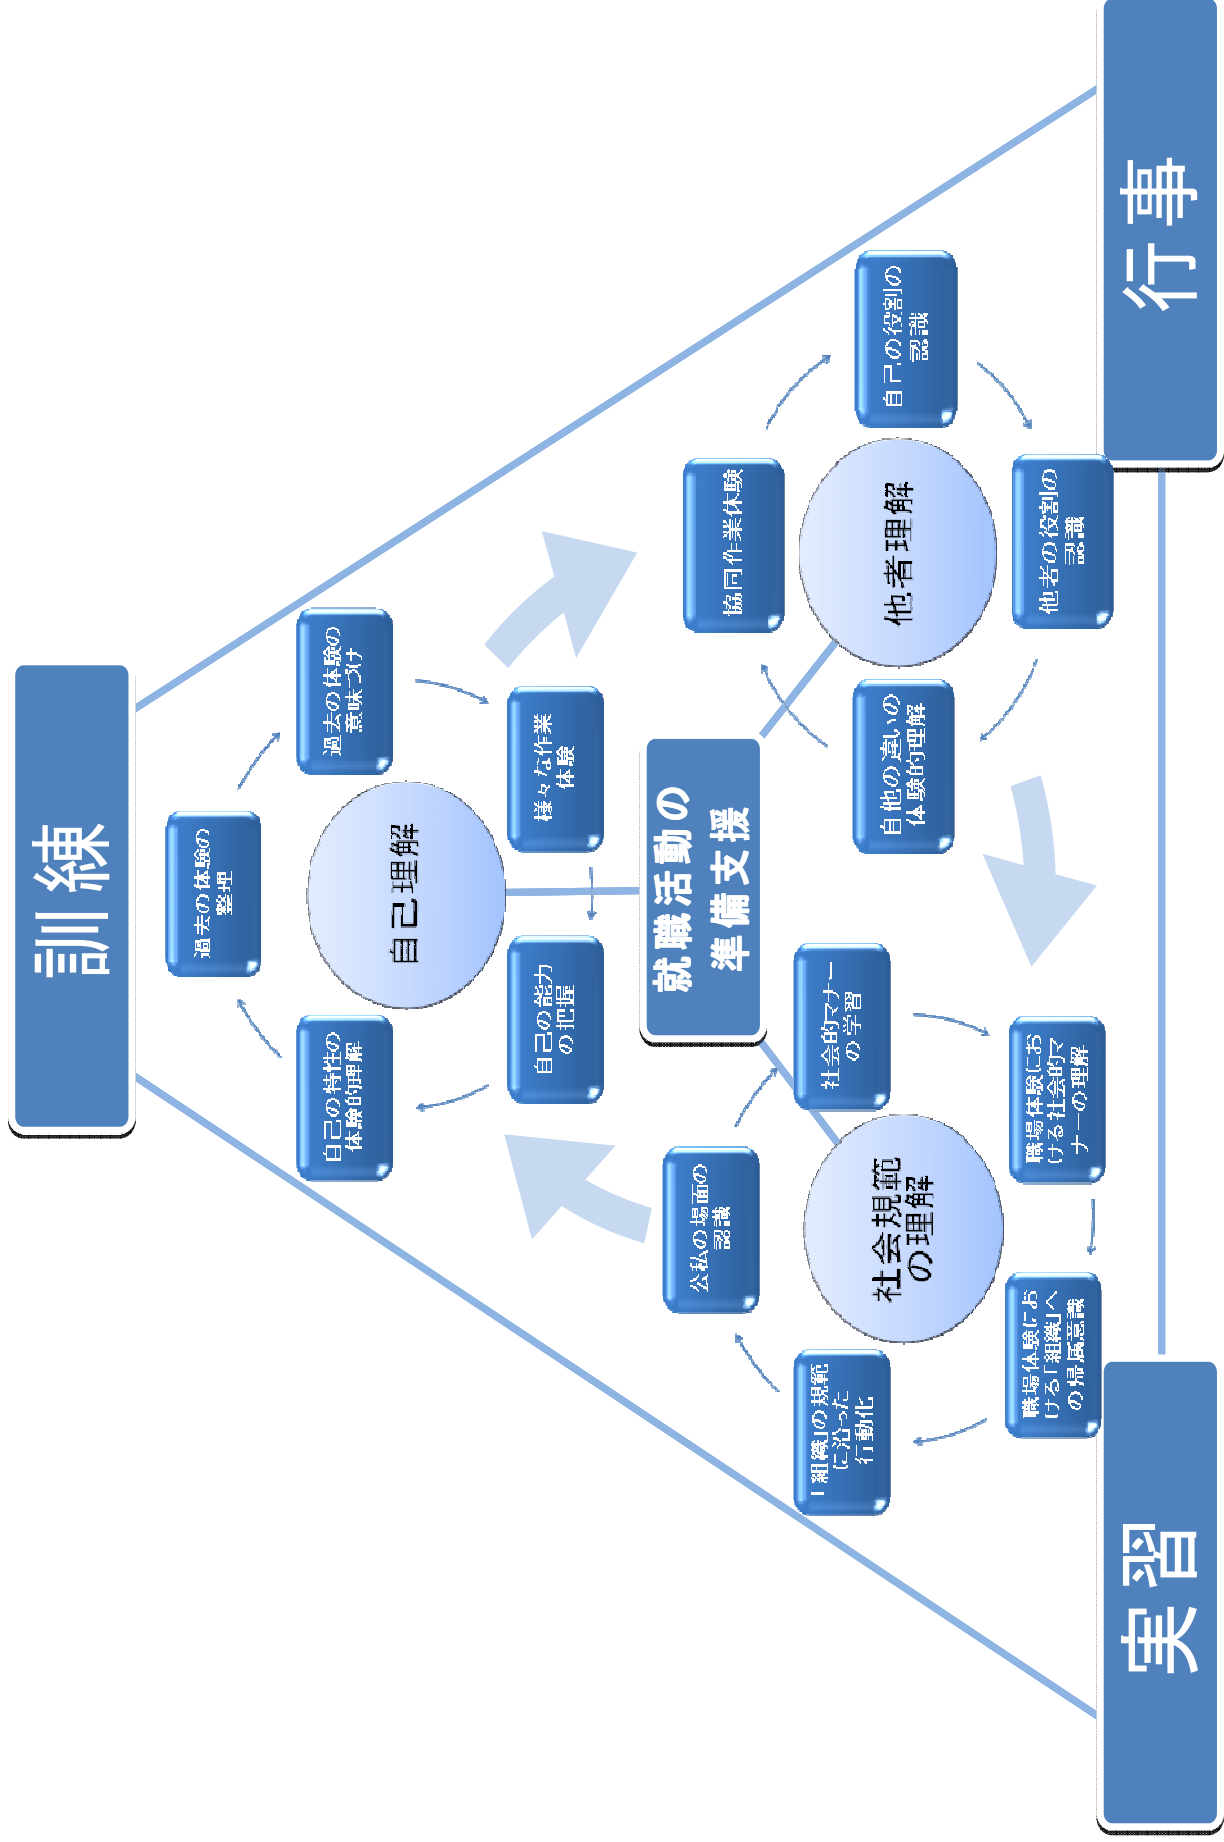 訓練
過去の体験の
整理
過去の体験の
意味づけ
様々な作業
体験
自己の能力
の把握
自己の特性の
体験的理解
自己理解
就職活動の
準備支援
協同作業体験
自己の役割の
認識
他者の役割の
認識
自他の違いの
体験的理解
他者理解
公私の場面の
認識
社会的マナー
の学習
職場体験にお
ける社会的マ
ナーの理解
職場体験にお
ける「組織」へ
の帰属意識
「組織」の規範
に沿った
行動化
社会規範
の理解
実習
行事